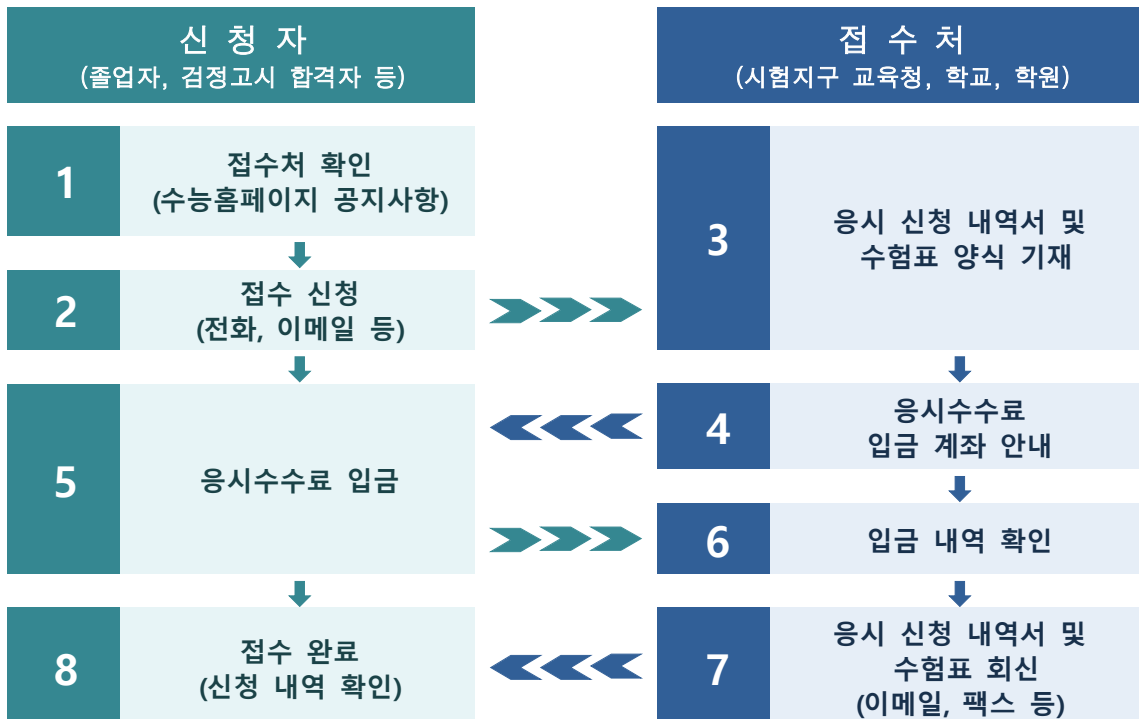 신 청 자
(졸업자, 검정고시 합격자 등)
접 수 처
(시험지구 교육청, 학교, 학원)
1
접수처 확인
(수능홈페이지 공지사항)
2
접수 신청
(전화, 이메일 등)
3
응시 신청 내역서 및
수험표 양식 기재
4
응시수수료
입금 계좌 안내
5
응시수수료 입금
6
입금 내역 확인
7
응시 신청 내역서 및
수험표 회신
(이메일, 팩스 등)
8
접수 완료
(신청 내역 확인)